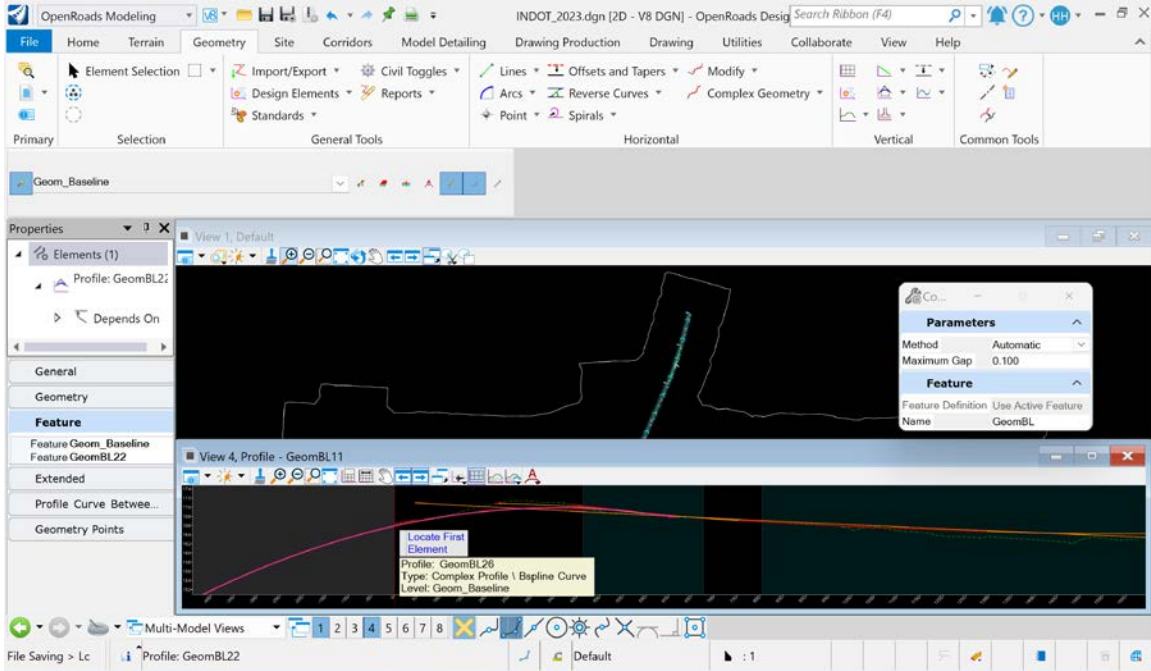 OpenRoads Modeling
INDOT_2023.dgn [2D - V8 DGN] - OpenRoads Desig
Search Ribbon (F4)
HH
File Home Terrain Geometry Site Corridors Model Detailing Drawing Production Drawing Utilities Collaborate View Help
Element Selection Import/Export Civil Toggles Lines Offsets and Tapers Modify
Design Elements Reports Arcs Reverse Curves Complex Geometry
Standards Point Spirals
Primary Selection General Tools Horizontal Vertical Common Tools
Geom_Baseline
Properties
Elements (1)
Profile: GeomBL22
Depends On
General
Geometry
Feature
Feature Geom_Baseline
Feature GeomBL22
Extended
Profile Curve Betwee...
Geometry Points
View 1, Default
Co...
Parameters
Method Automatic
Maximum Gap 0.100
Feature
Feature Definition Use Active Feature
Name GeomBL
View 4, Profile - GeomBL11
Locate First
Element
Profile: GeomBL26
Type: Complex Profile \ Bspline Curve
Level: Geom_Baseline
Multi-Model Views 1 2 3 4 5 6 7 8
File Saving > Lc Profile: GeomBL22 Default : 1